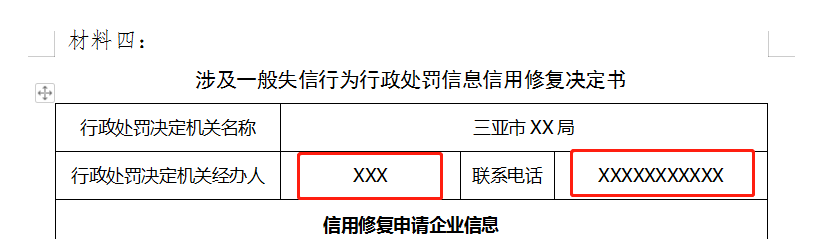 材料四：
涉及一般失信行为行政处罚信息信用修复决定书
行政处罚决定机关名称 三亚市 XX 局
行政处罚决定机关经办人 XXX 联系电话 XXXXXXXXXXX
信用修复申请企业信息